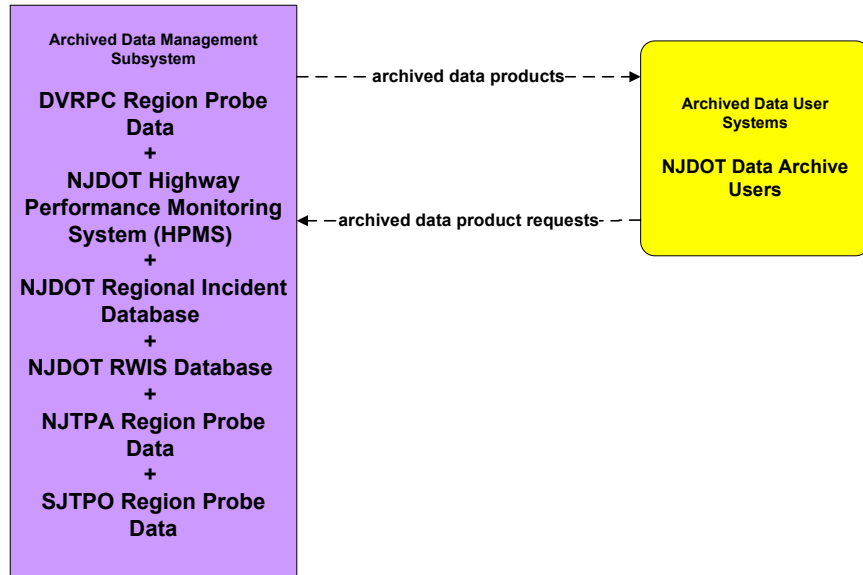 Archived Data Management
Subsystem
DVRPC Region Probe
Data
+
NJDOT Highway
Performance Monitoring
System (HPMS)
+
NJDOT Regional Incident
Database
+
NJDOT RWIS Database
+
NJTPA Region Probe
Data
+
SJTPO Region Probe
Data
archived data products
archived data product requests
Archived Data User
Systems
NJDOT Data Archive
Users